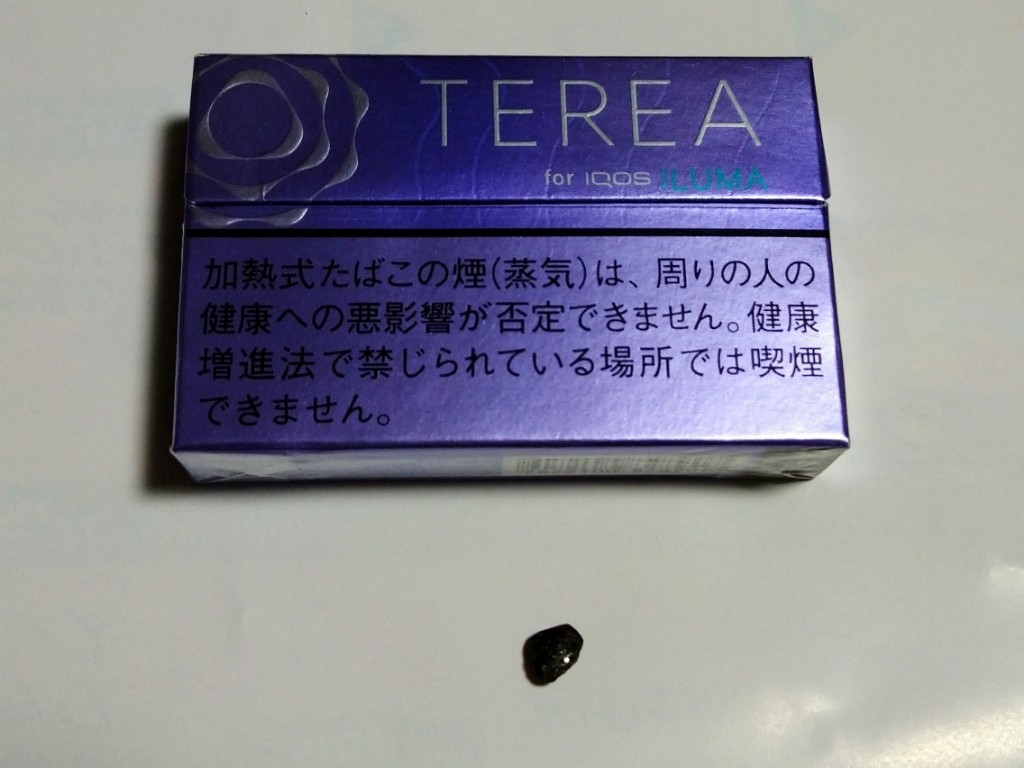 TEREA
for IQOS ILUMA
加熱式たばこの煙(蒸気)は、周りの人の
健康への悪影響が否定できません。健康
増進法で禁じられている場所では喫煙
できません。